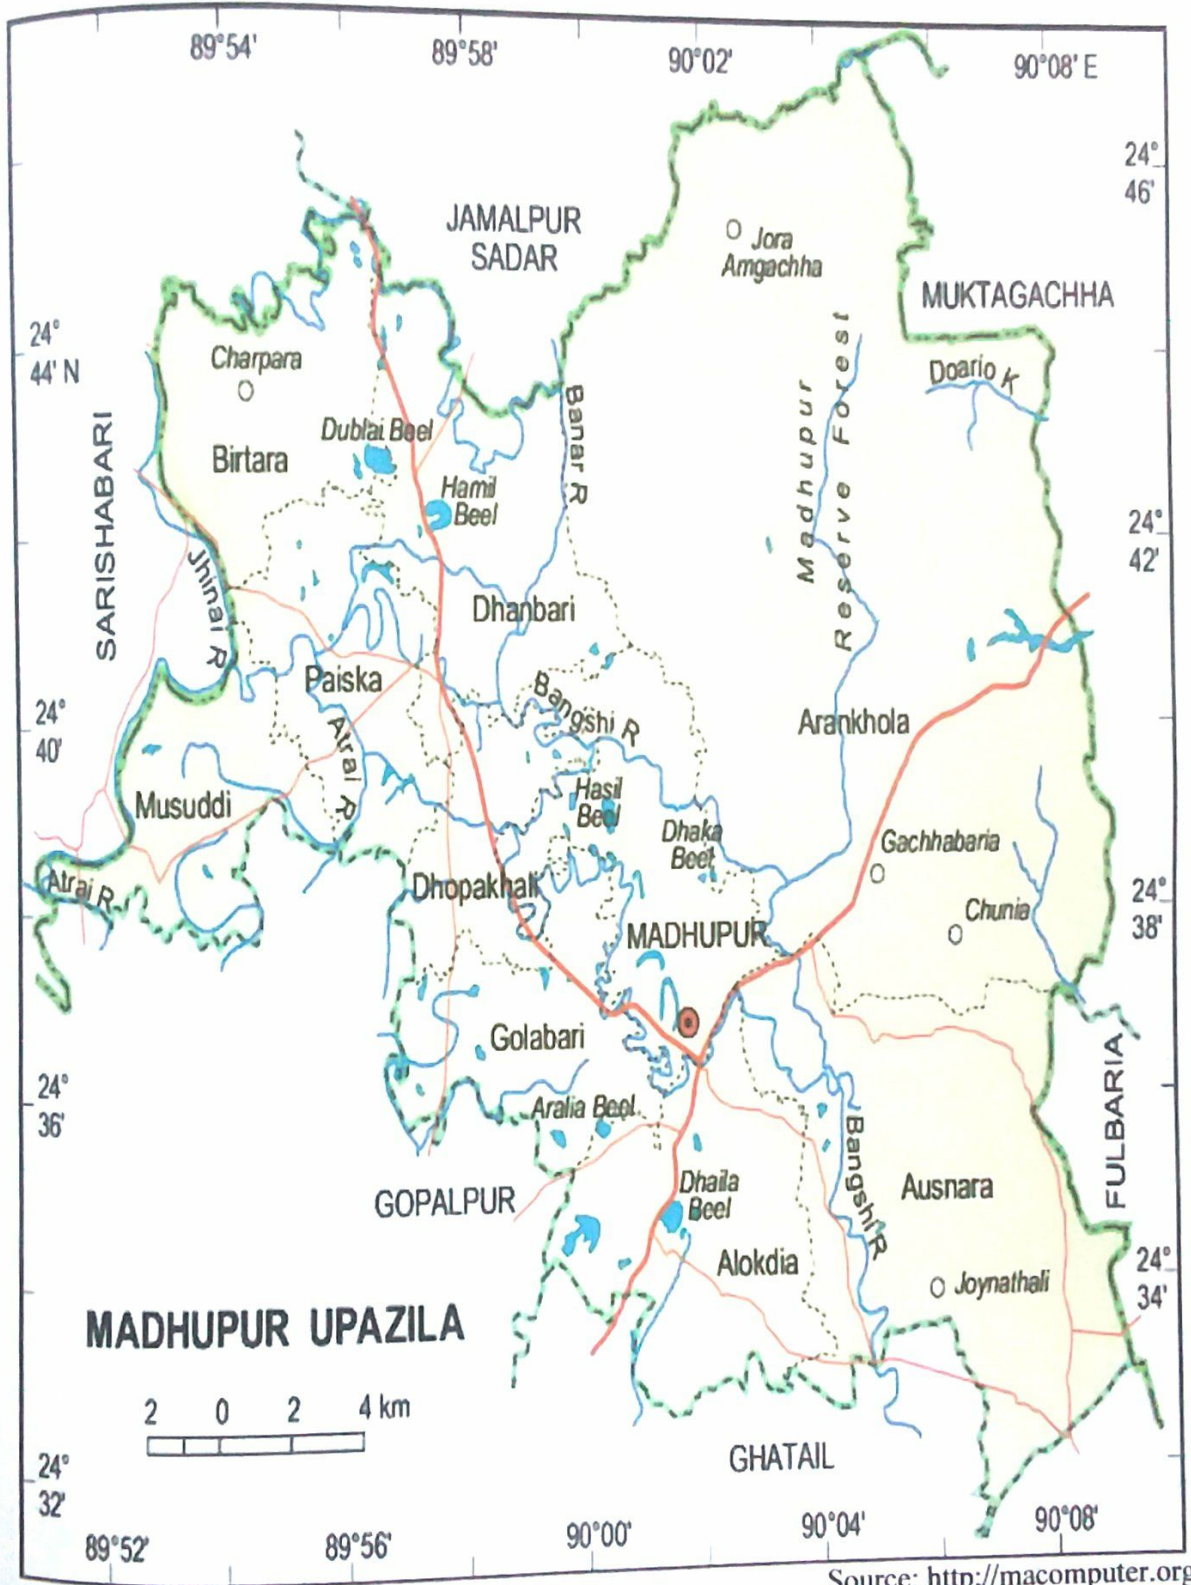 89°54'
89°58'
90°02'
90°08' E
24°
46'
JAMALPUR
SADAR
Jora
Amgachha
MUKTAGACHHA
24°
44' N
Charpara
Doario K
Banar R
Madhupur
Reserve Forest
SARISHABARI
Dublai Beel
Birtara
Hamil
Beel
24°
42'
Jhinai R
Dhanbari
Paiska
Bangshi R
24°
40'
Atrai R
Arankhola
Musuddi
Hasil
Beel
Dhaka
Beel
Gachhabaria
Atrai R
Dhopakhali
Chunia
24°
38'
MADHUPUR
Golabari
FULBARIA
24°
36'
Aralia Beel
Bangshi R
GOPALPUR
Dhaila
Beel
Ausnara
Alokdia
Joynathali
24°
34'
MADHUPUR UPAZILA
2 0 2 4 km
GHATAIL
24°
32'
89°52'
89°56'
90°00'
90°04'
90°08'
Source: http://macomputer.org